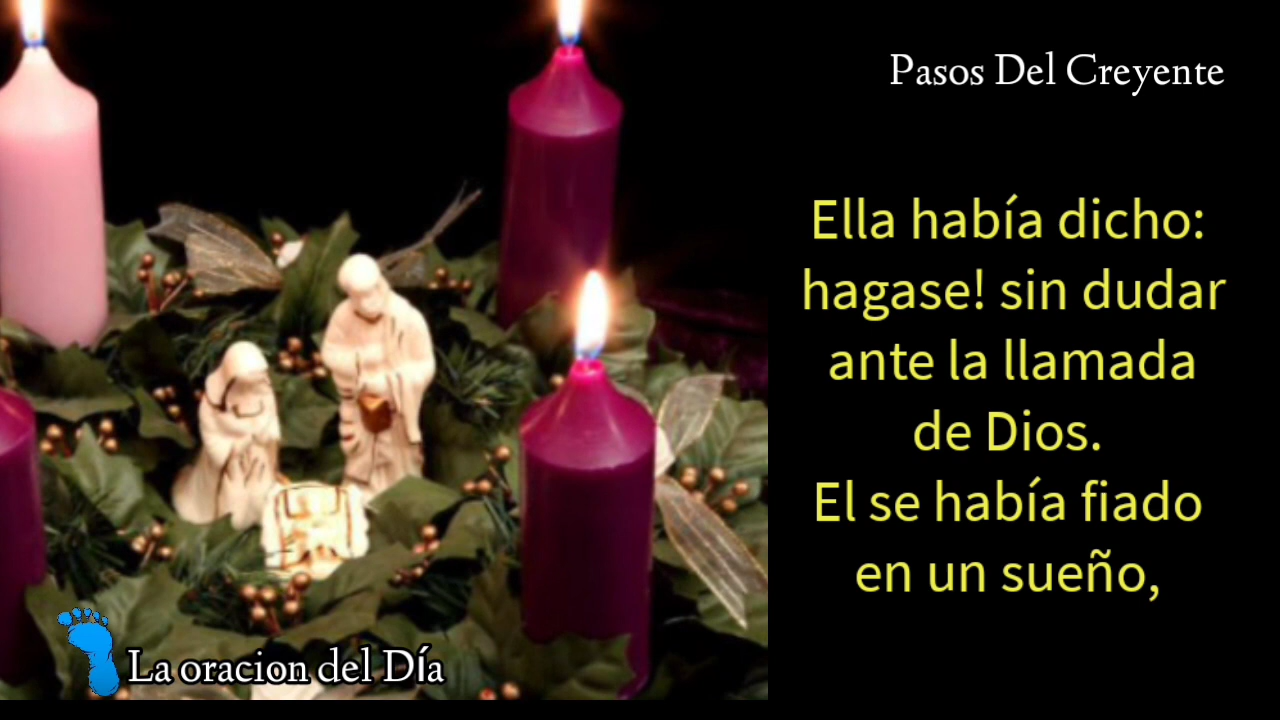 Pasos Del Creyente
Ella había dicho:
hagase! sin dudar
ante la llamada
de Dios.
El se había fiado
en un sueño,
La oracion del Día